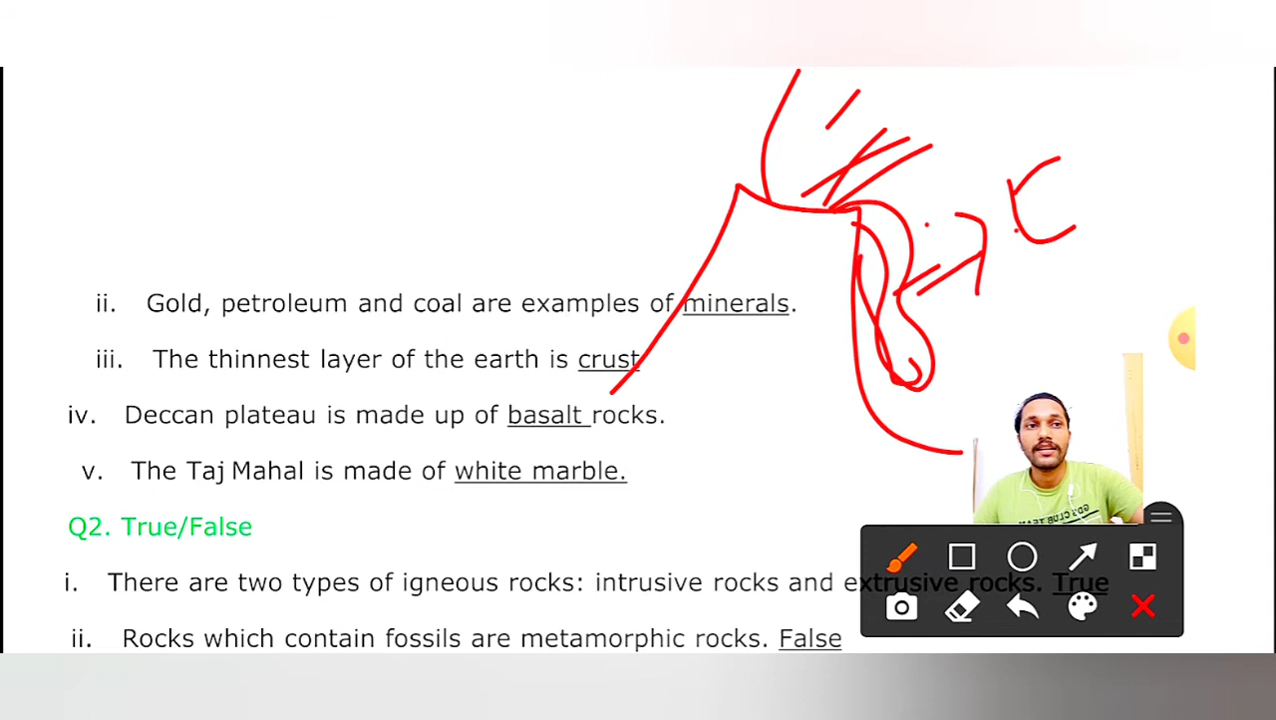 ii. Gold, petroleum and coal are examples of minerals.
iii. The thinnest layer of the earth is crust
iv. Deccan plateau is made up of basalt rocks.
v. The Taj Mahal is made of white marble.
Q2. True/False
i. There are two types of igneous rocks: intrusive rocks and extrusive rocks. True
ii. Rocks which contain fossils are metamorphic rocks. False